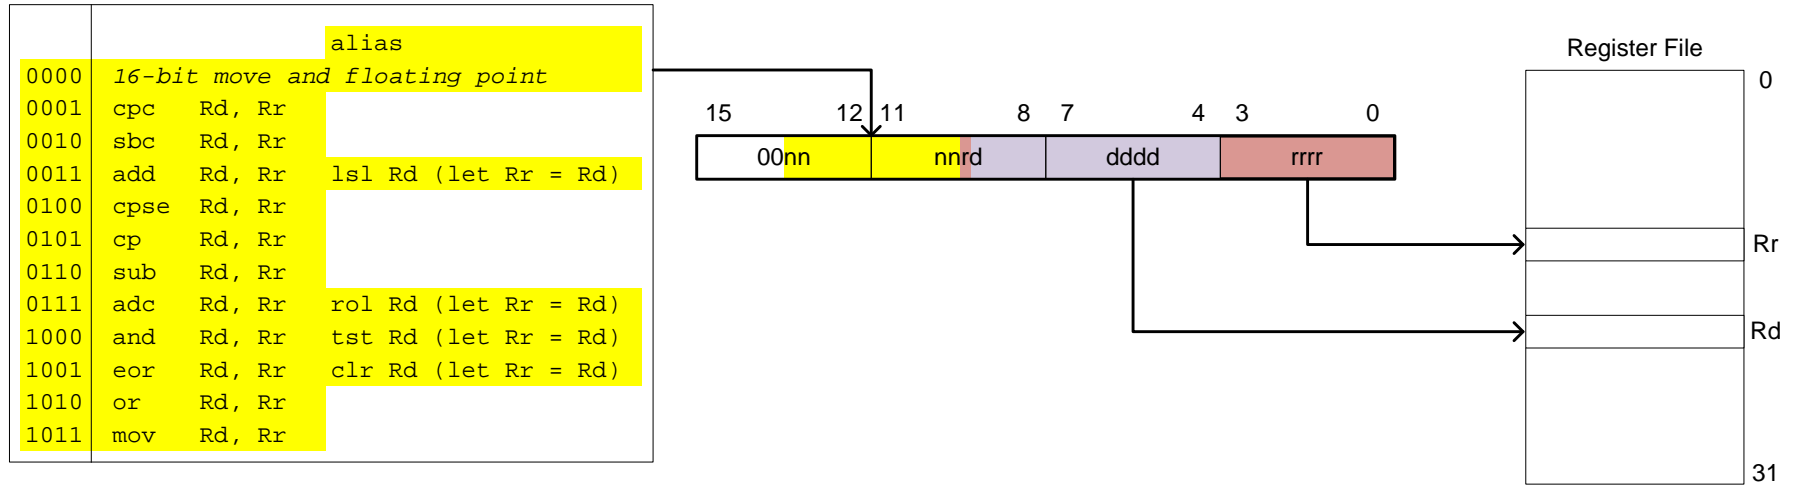 alias
0000 16-bit move and floating point
0001 cpc Rd, Rr
0010 sbc Rd, Rr
0011 add Rd, Rr lsl Rd (let Rr = Rd)
0100 cpse Rd, Rr
0101 cp Rd, Rr
0110 sub Rd, Rr
0111 adc Rd, Rr rol Rd (let Rr = Rd)
1000 and Rd, Rr tst Rd (let Rr = Rd)
1001 eor Rd, Rr clr Rd (let Rr = Rd)
1010 or Rd, Rr
1011 mov Rd, Rr
15 12 11 8 7 4 3 0
00nn nnrd dddd rrrr
Register File
0
Rr
Rd
31